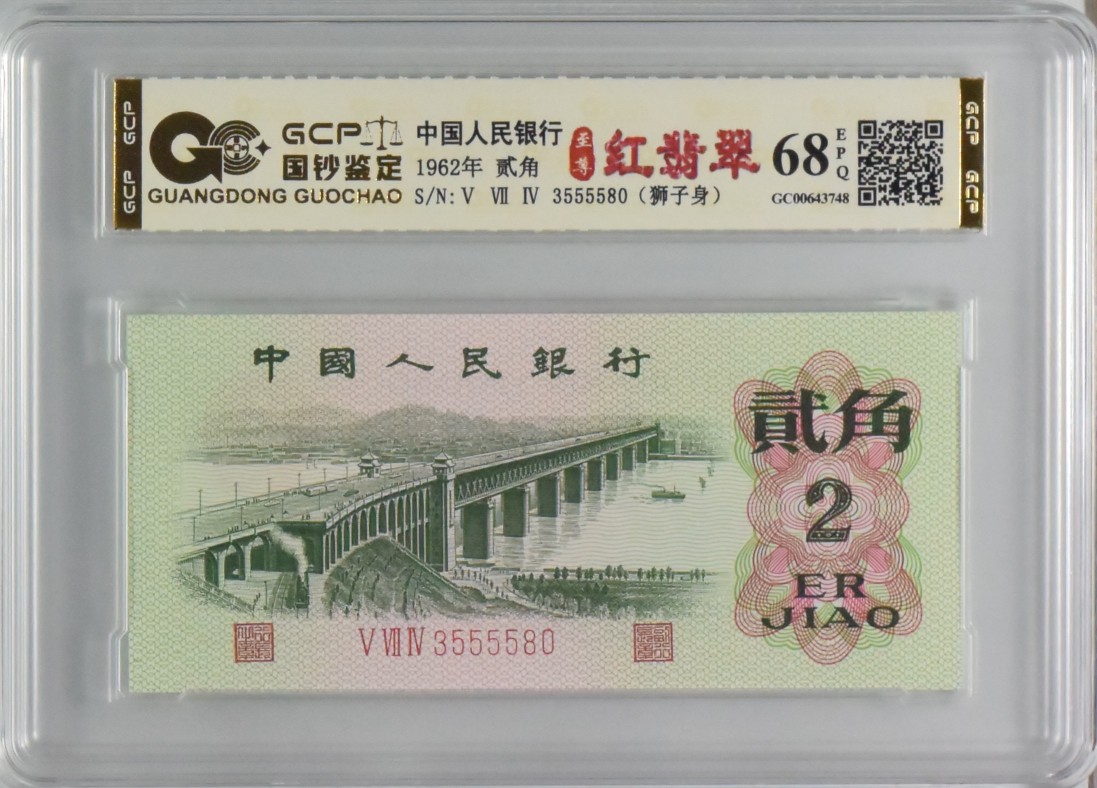 GCP
GCP
GCP
国钞鉴定
GUANGDONG GUOCHAO
中国人民银行
1962年 贰角
S/N: V Ⅶ Ⅳ 3555580（狮子身）
至尊
红翡翠
68
EPQ
GC00643748
GCP
GCP
中國人民銀行
貳角
2
ER
JIAO
V Ⅶ Ⅳ 3555580